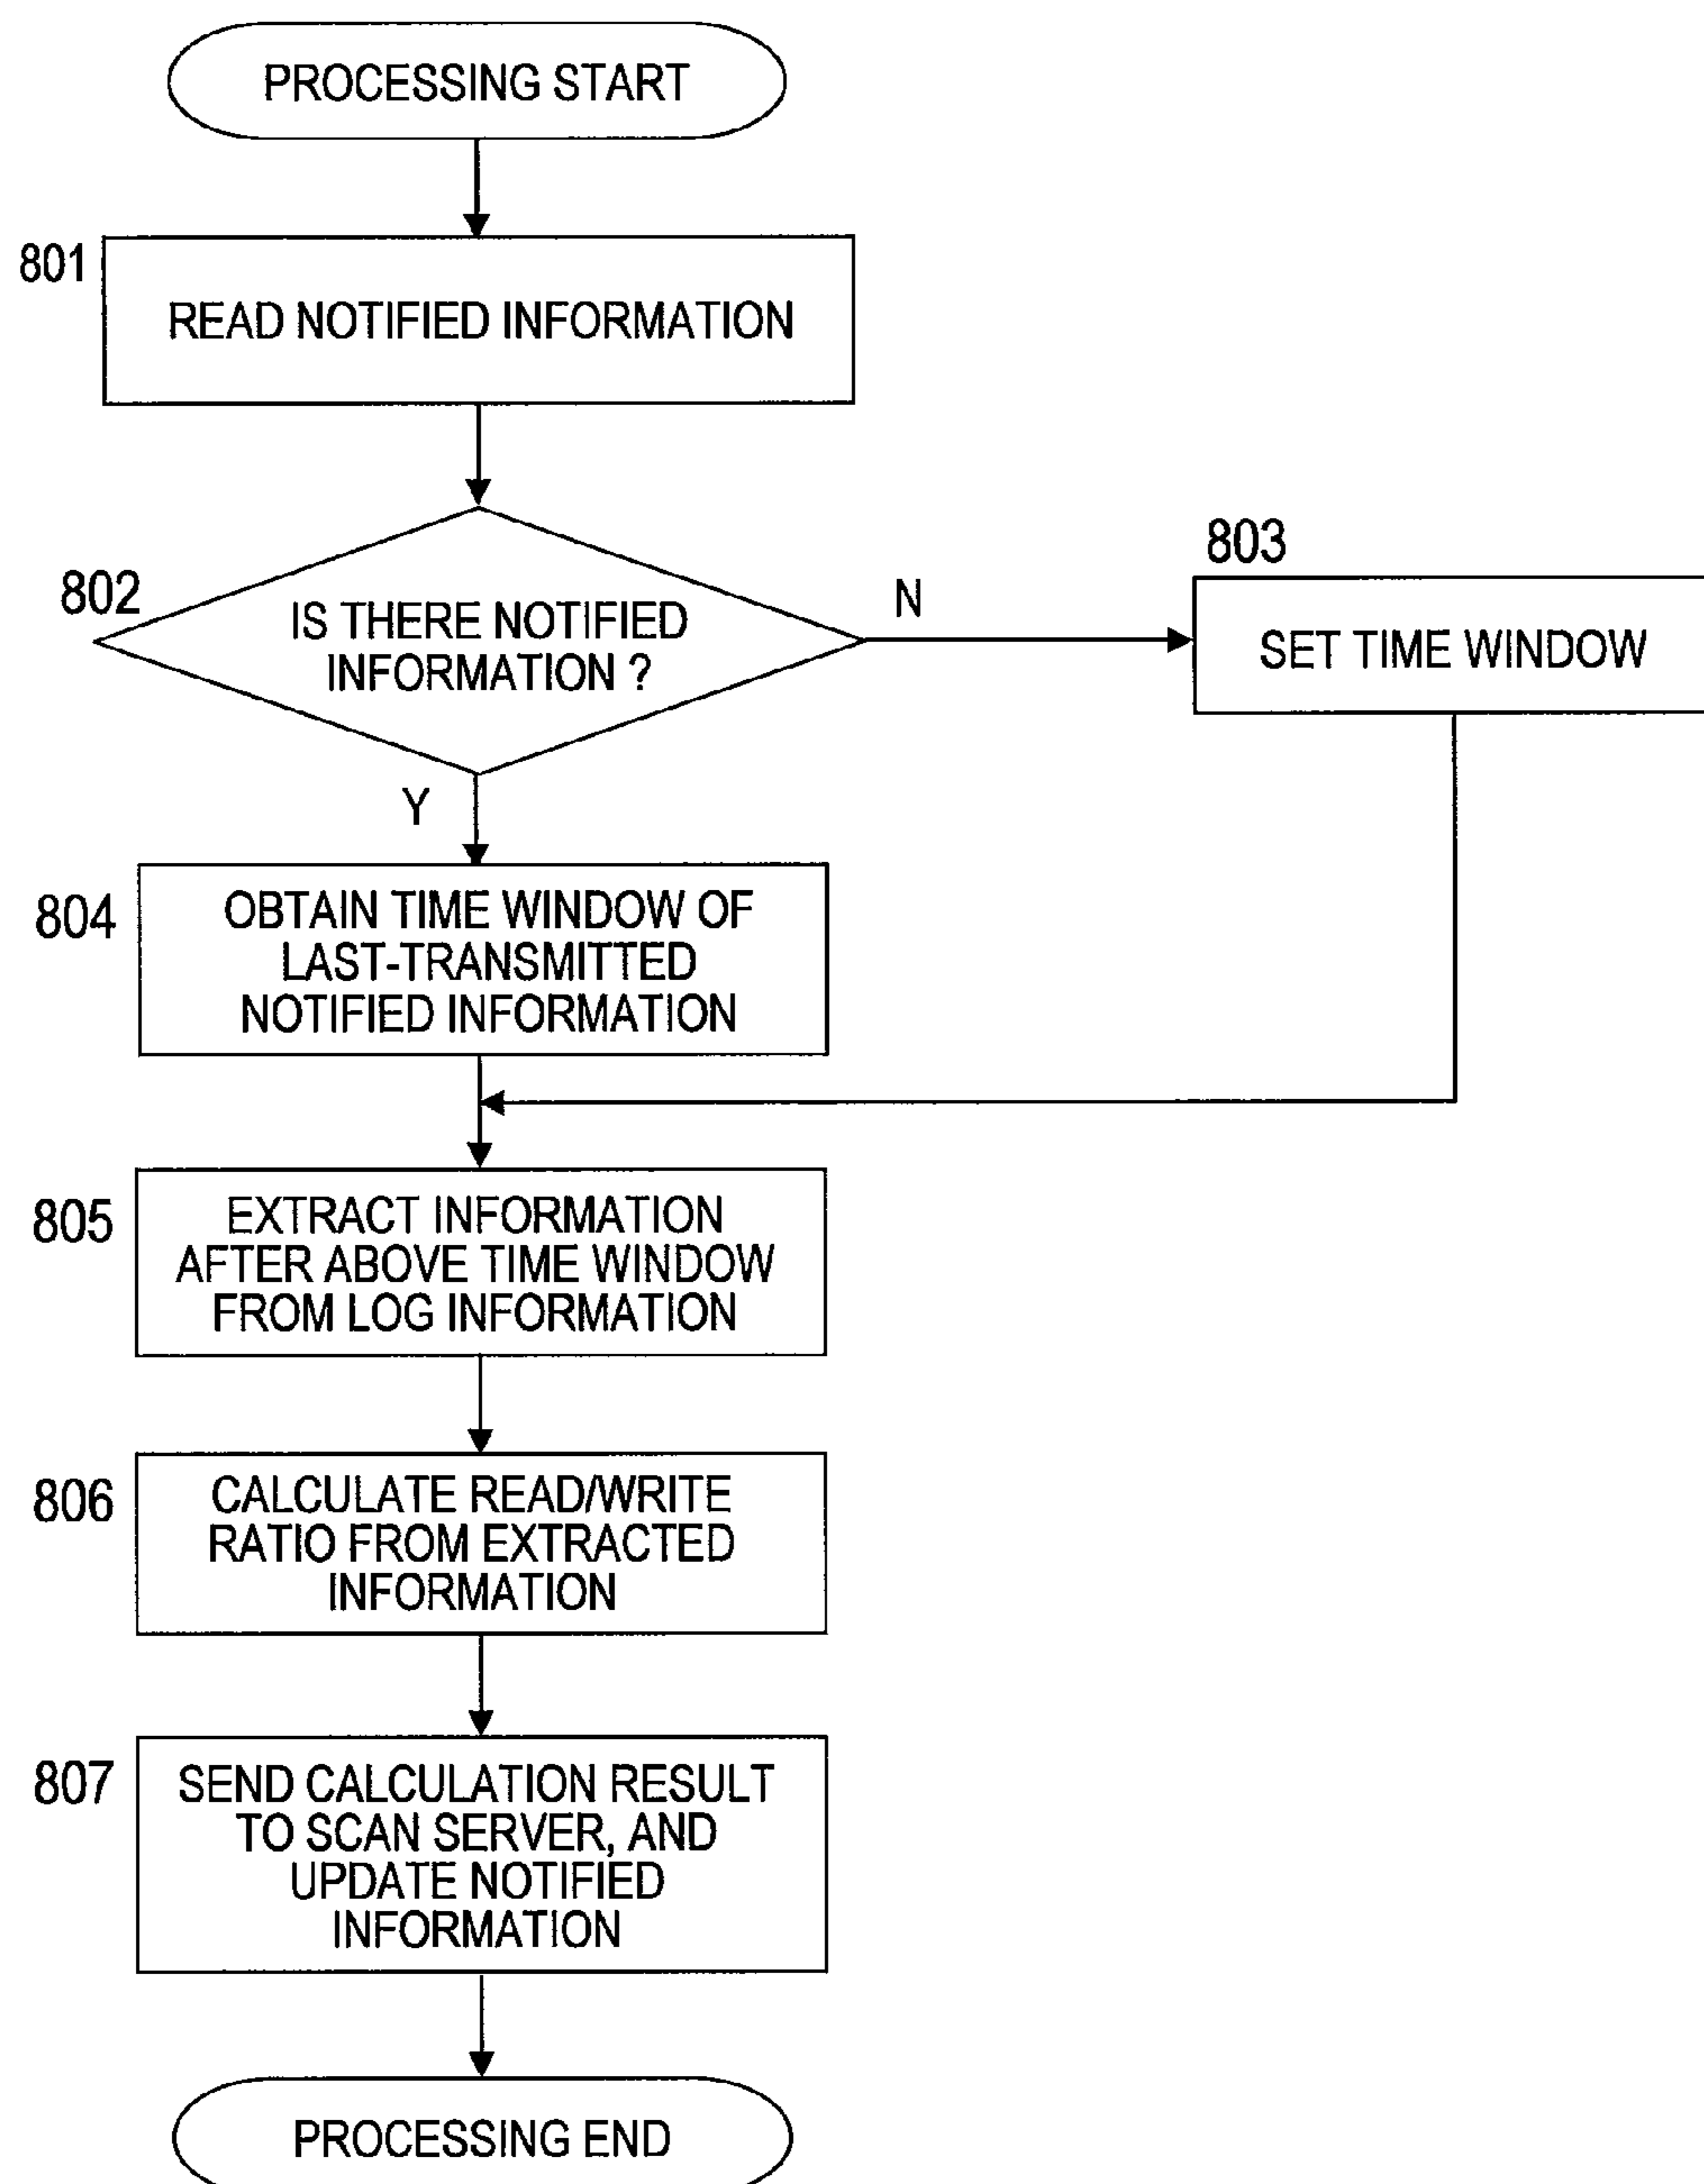 PROCESSING START
801
READ NOTIFIED INFORMATION
802
IS THERE NOTIFIED
INFORMATION ?
N
803
SET TIME WINDOW
Y
804
OBTAIN TIME WINDOW OF
LAST-TRANSMITTED
NOTIFIED INFORMATION
805
EXTRACT INFORMATION
AFTER ABOVE TIME WINDOW
FROM LOG INFORMATION
806
CALCULATE READ/WRITE
RATIO FROM EXTRACTED
INFORMATION
807
SEND CALCULATION RESULT
TO SCAN SERVER, AND
UPDATE NOTIFIED
INFORMATION
PROCESSING END